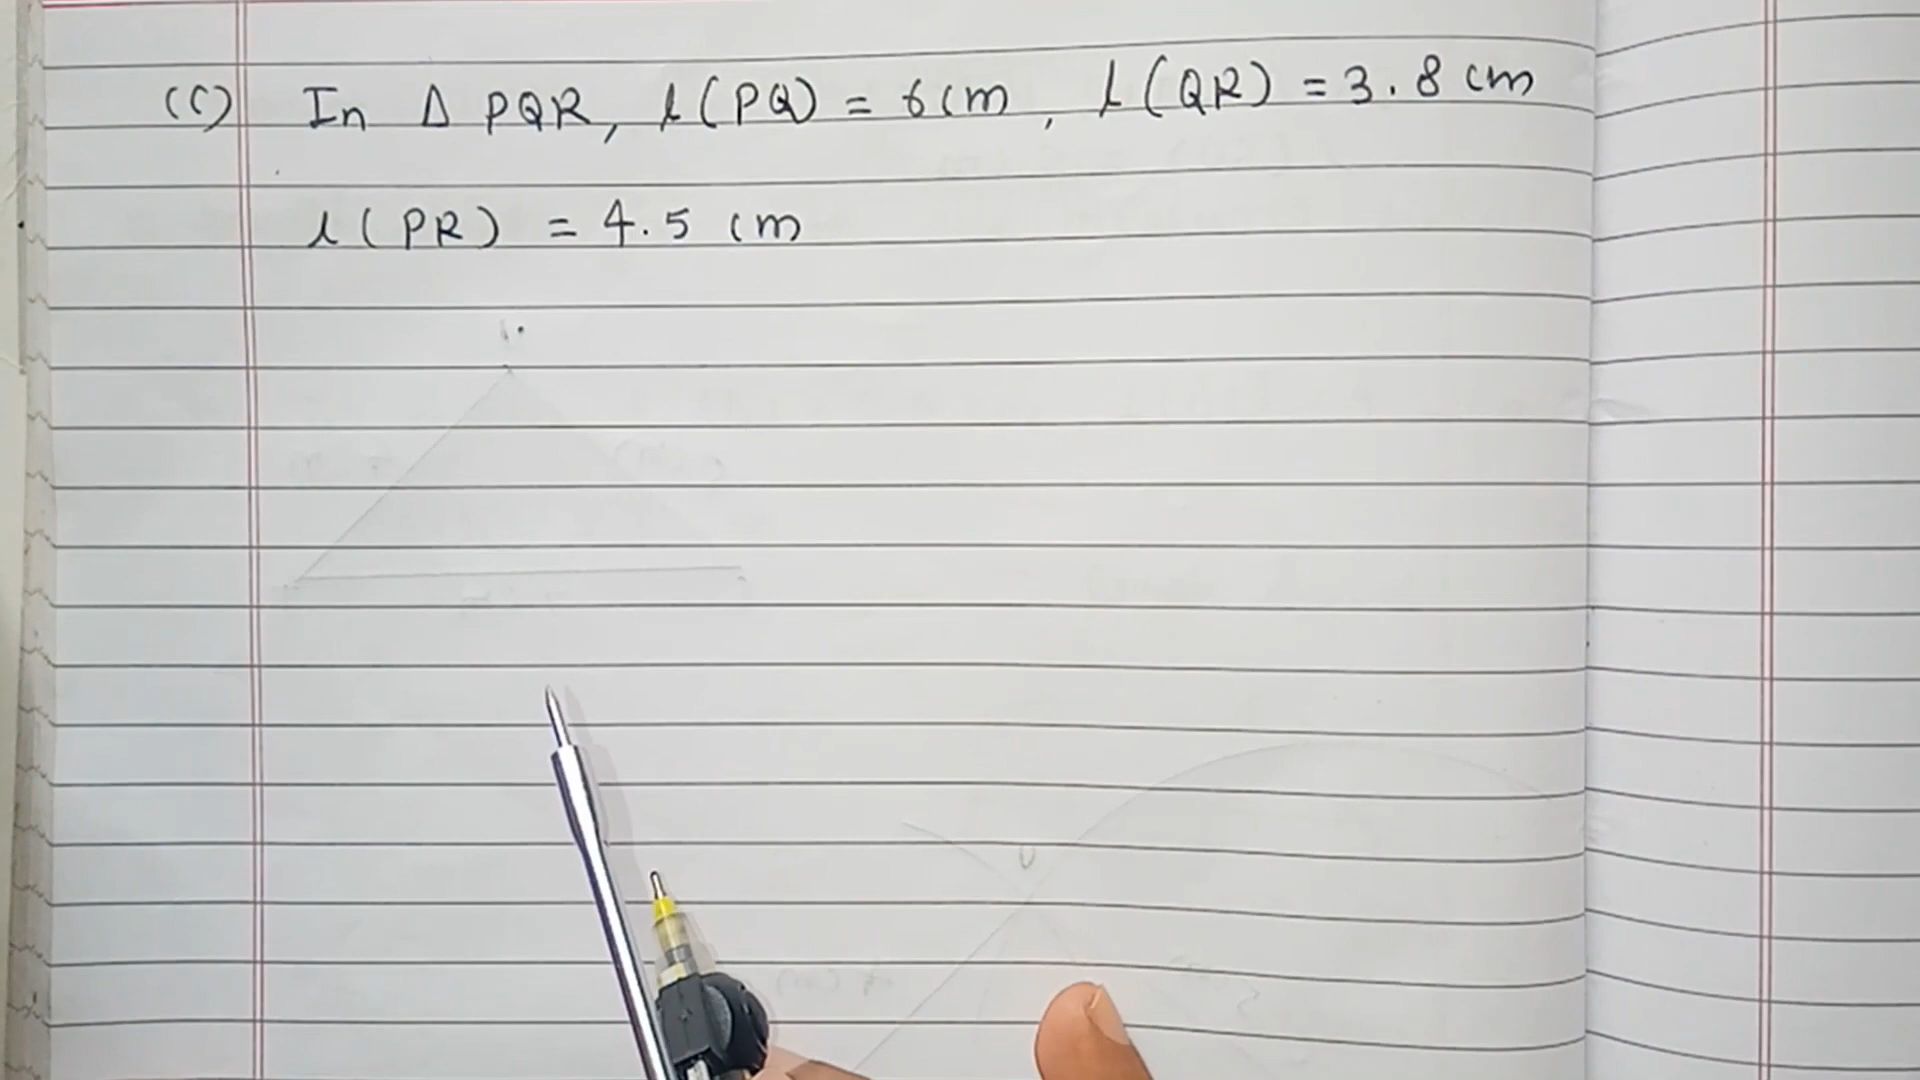 (C) In Δ PQR, l(PQ) = 6 cm, l(QR) = 3.8 cm
l(PR) = 4.5 cm